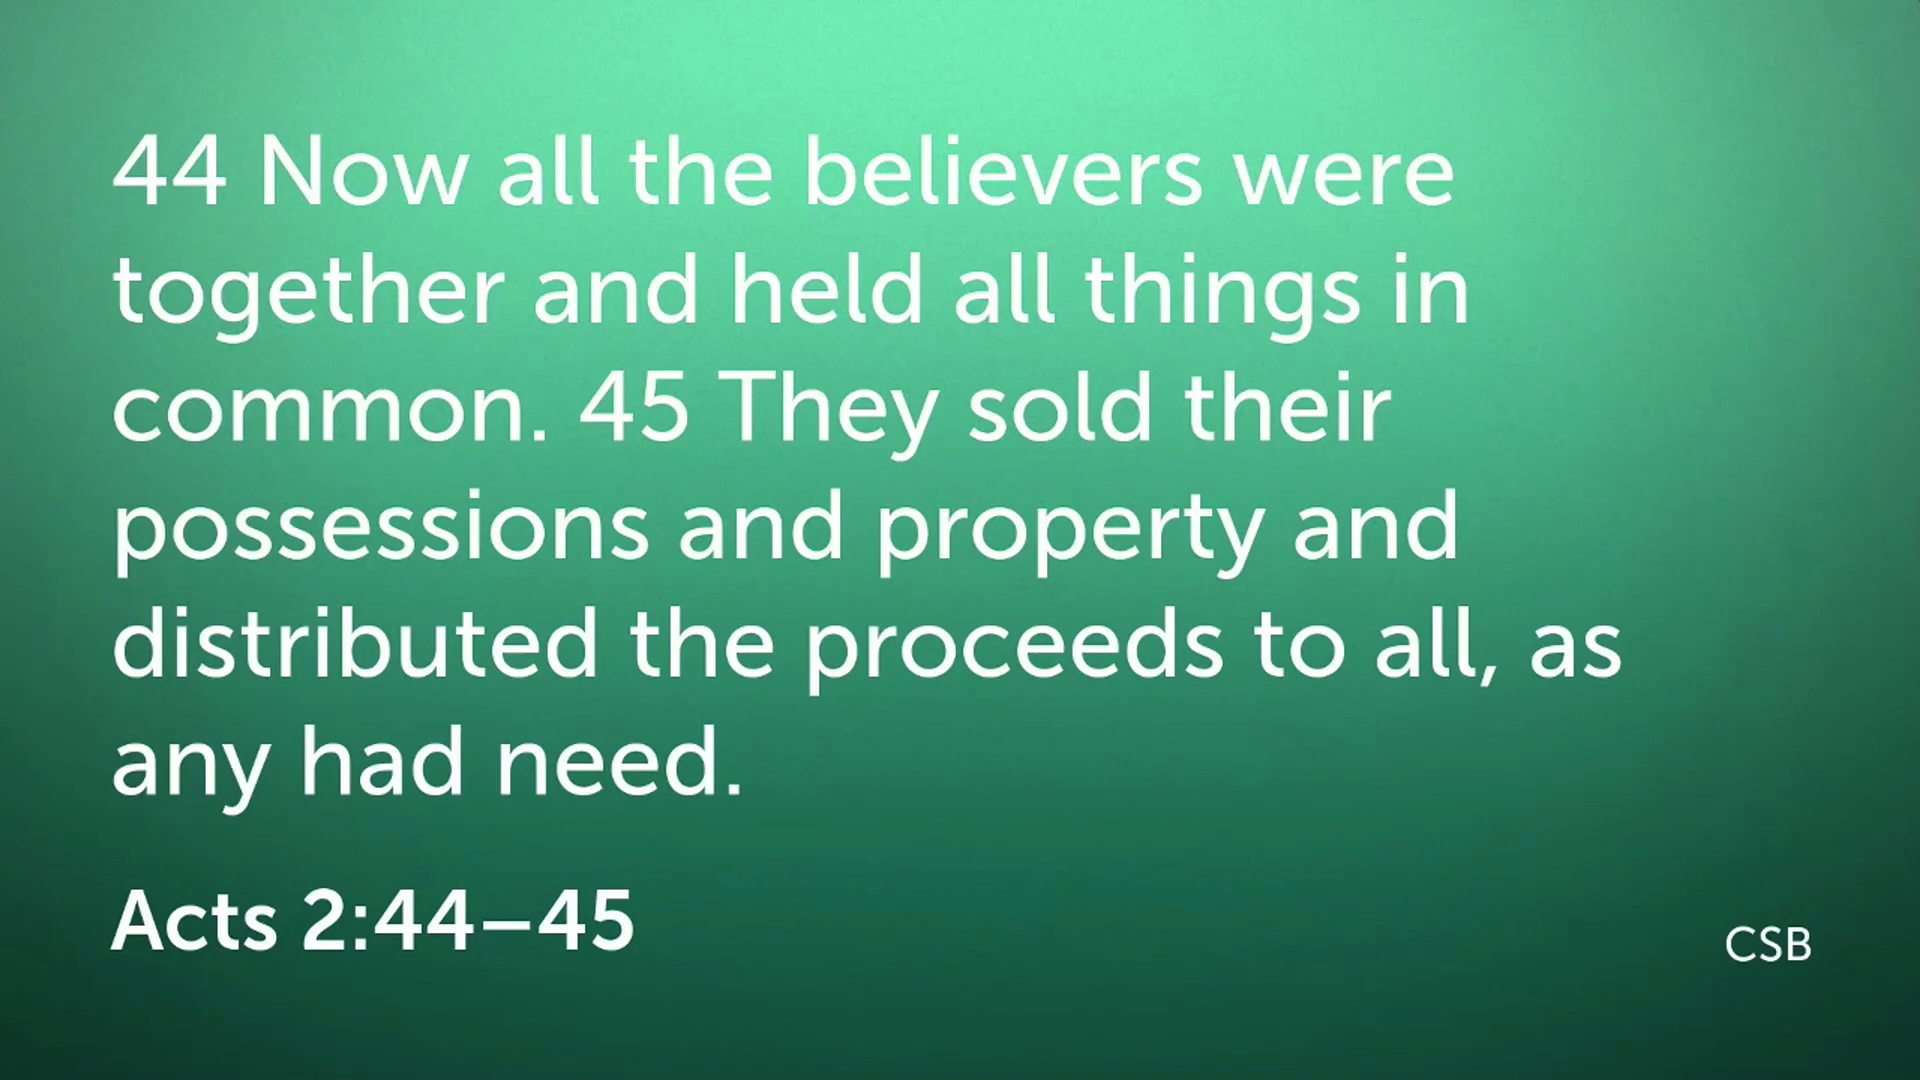 44 Now all the believers were
together and held all things in
common. 45 They sold their
possessions and property and
distributed the proceeds to all, as
any had need.
Acts 2:44–45
CSB